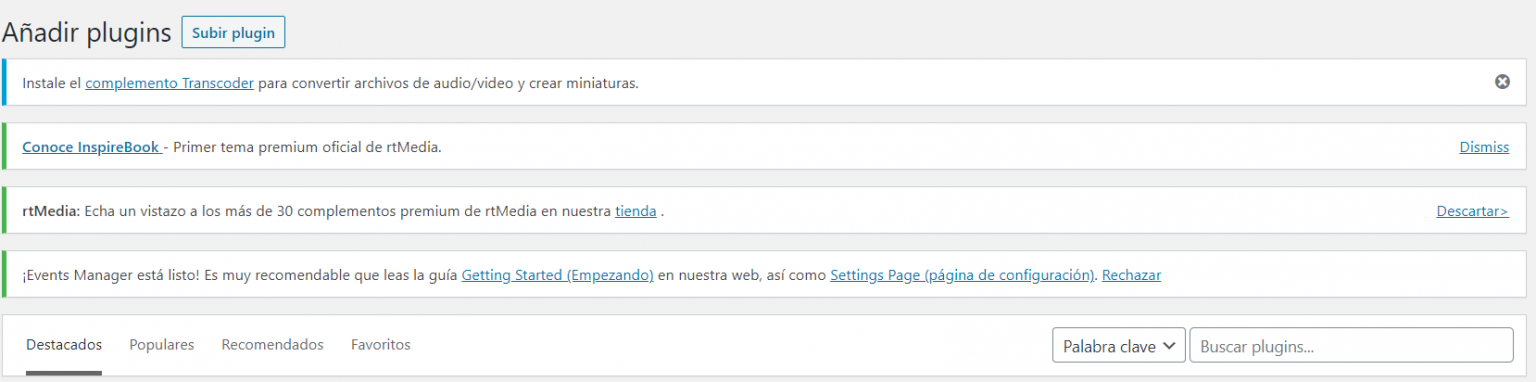 Añadir plugins Subir plugin
Instale el complemento Transcoder para convertir archivos de audio/video y crear miniaturas.
Conoce InspireBook - Primer tema premium oficial de rtMedia. Dismiss
rtMedia: Echa un vistazo a los más de 30 complementos premium de rtMedia en nuestra tienda . Descartar>
¡Events Manager está listo! Es muy recomendable que leas la guía Getting Started (Empezando) en nuestra web, así como Settings Page (página de configuración). Rechazar
Destacados Populares Recomendados Favoritos Palabra clave Buscar plugins...